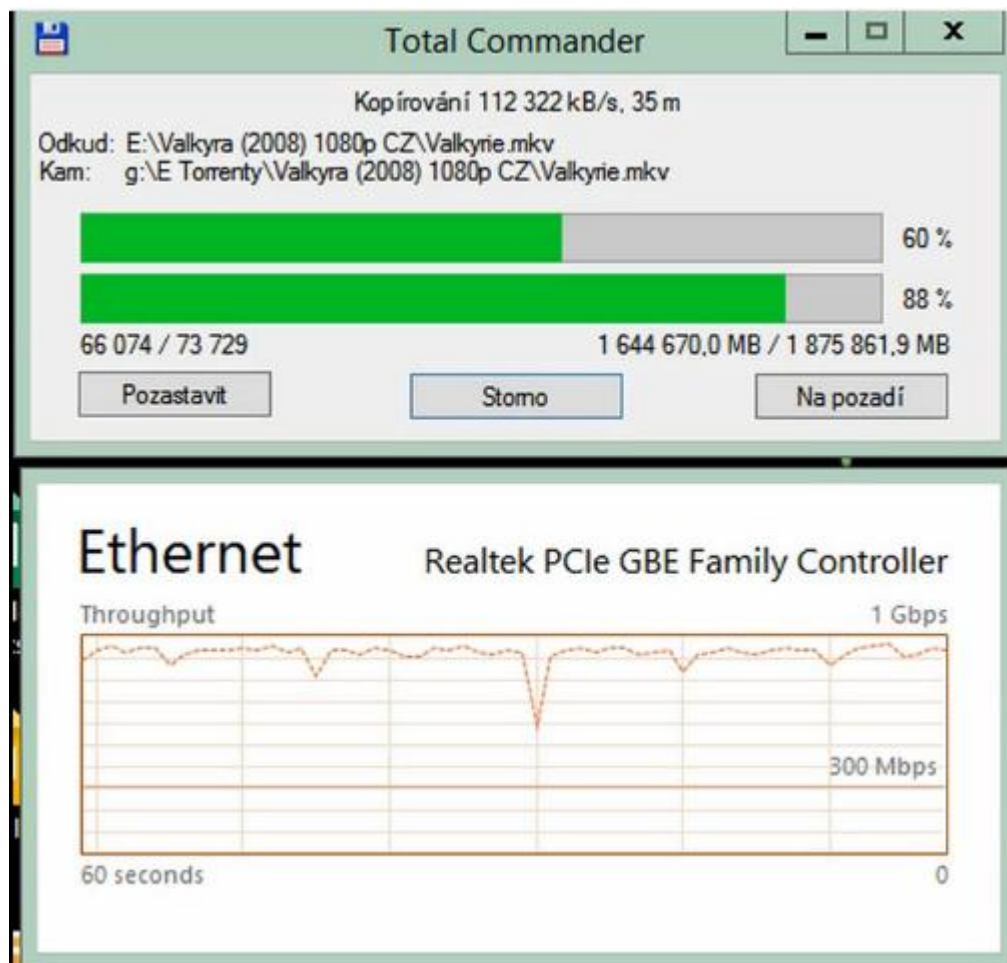 Total Commander
Kopírování 112 322 kB/s, 35 m
Odkud: E:\Valkyra (2008) 1080p CZ\Valkyrie.mkv
Kam: g:\E Torrenty\Valkyra (2008) 1080p CZ\Valkyrie.mkv
60 %
88 %
66 074 / 73 729 1 644 670,0 MB / 1 875 861,9 MB
Pozastavit Storno Na pozadí
Ethernet Realtek PCIe GBE Family Controller
Throughput 1 Gbps
300 Mbps
60 seconds 0